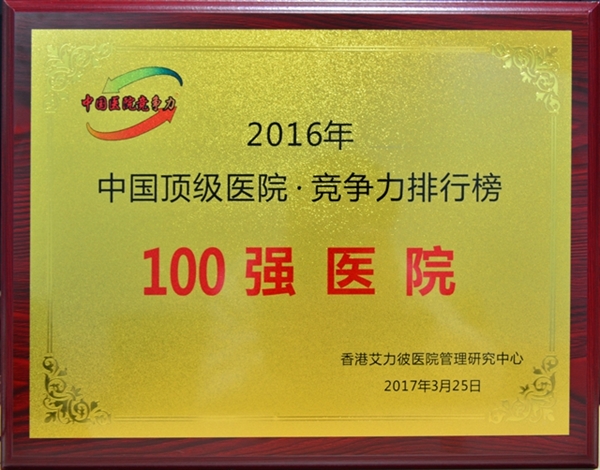 中国医院竞争力
2016年
中国顶级医院·竞争力排行榜
100强医院
香港艾力彼医院管理研究中心
2017年3月25日